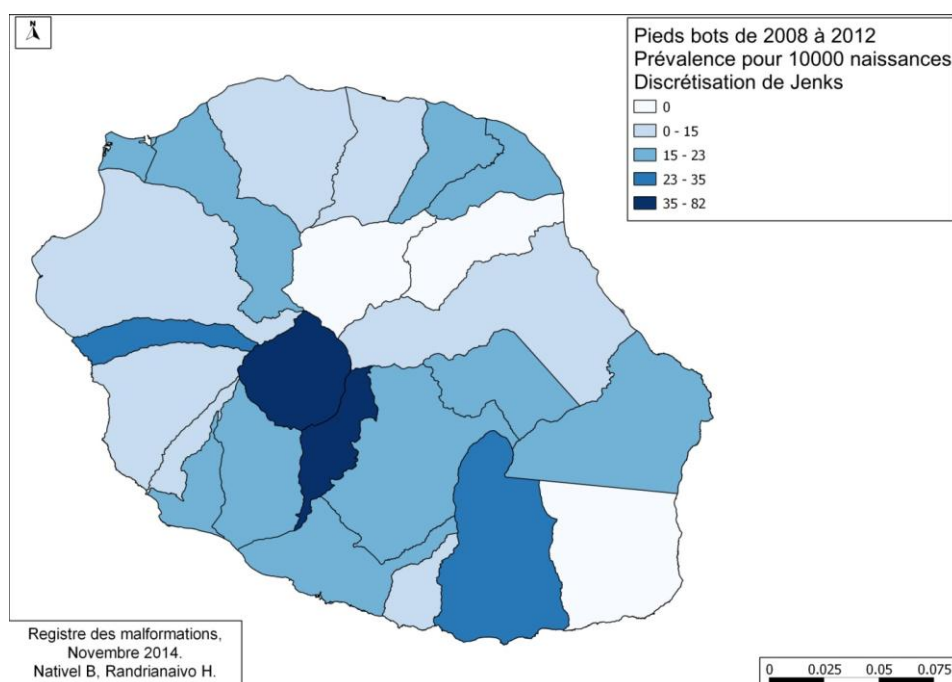 N
Pieds bots de 2008 à 2012
Prévalence pour 10000 naissances
Discrétisation de Jenks
0
0 - 15
15 - 23
23 - 35
35 - 82
Registre des malformations,
Novembre 2014.
Nativel B, Randrianaivo H.
0 0.025 0.05 0.075